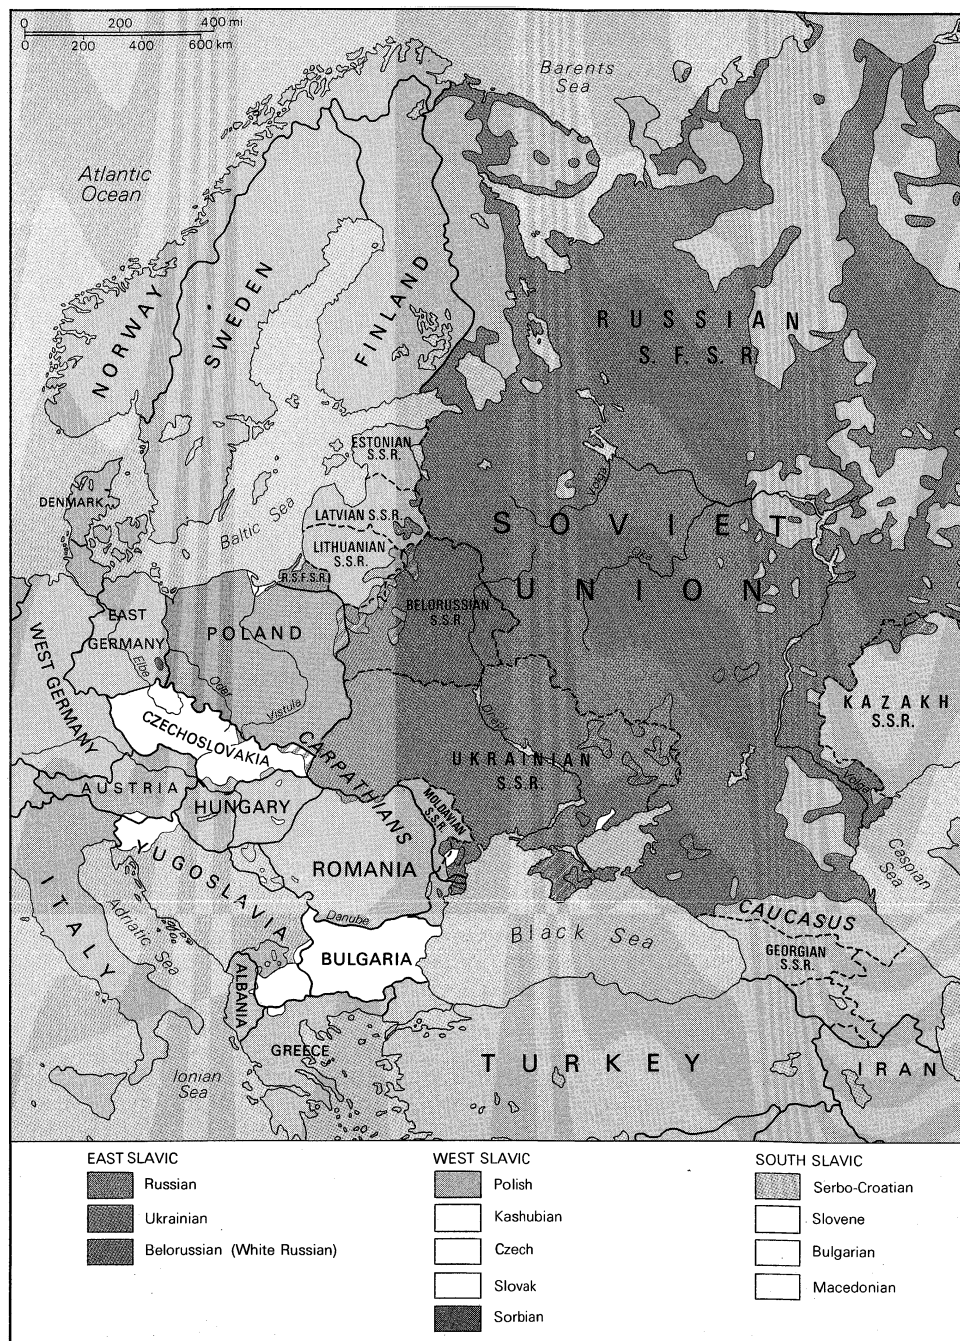 0 200 400 mi
0 200 400 600 km
Barents
Sea
Atlantic
Ocean
NORWAY
SWEDEN
FINLAND
RUSSIAN
S. F. S. R.
ESTONIAN
S.S.R.
DENMARK
Baltic Sea
LATVIAN S.S.R.
LITHUANIAN
S.S.R.
R.S.F.S.R.
Volga
SOVIET
UNION
BELORUSSIAN
S.S.R.
EAST
GERMANY
POLAND
WEST GERMANY
Elbe
Oder
Vistula
KAZAKH
S.S.R.
CZECHOSLOVAKIA
CARPATHIANS
Dnepr
UKRAINIAN
S.S.R.
AUSTRIA
HUNGARY
MOLDAVIAN
S.S.R.
Volga
YUGOSLAVIA
ROMANIA
Caspian
Sea
ITALY
Adriatic
Sea
Danube
Black Sea
CAUCASUS
GEORGIAN
S.S.R.
BULGARIA
ALBANIA
GREECE
TURKEY
IRAN
Ionian
Sea
EAST SLAVIC
Russian
Ukrainian
Belorussian (White Russian)
WEST SLAVIC
Polish
Kashubian
Czech
Slovak
Sorbian
SOUTH SLAVIC
Serbo-Croatian
Slovene
Bulgarian
Macedonian